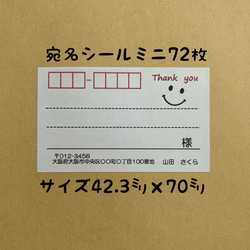 宛名シールミニ72枚
Thank you
様
〒012-3456
大阪府大阪市中央区〇〇町〇丁目100番地 山田 さくら
サイズ42.3㍉×70㍉